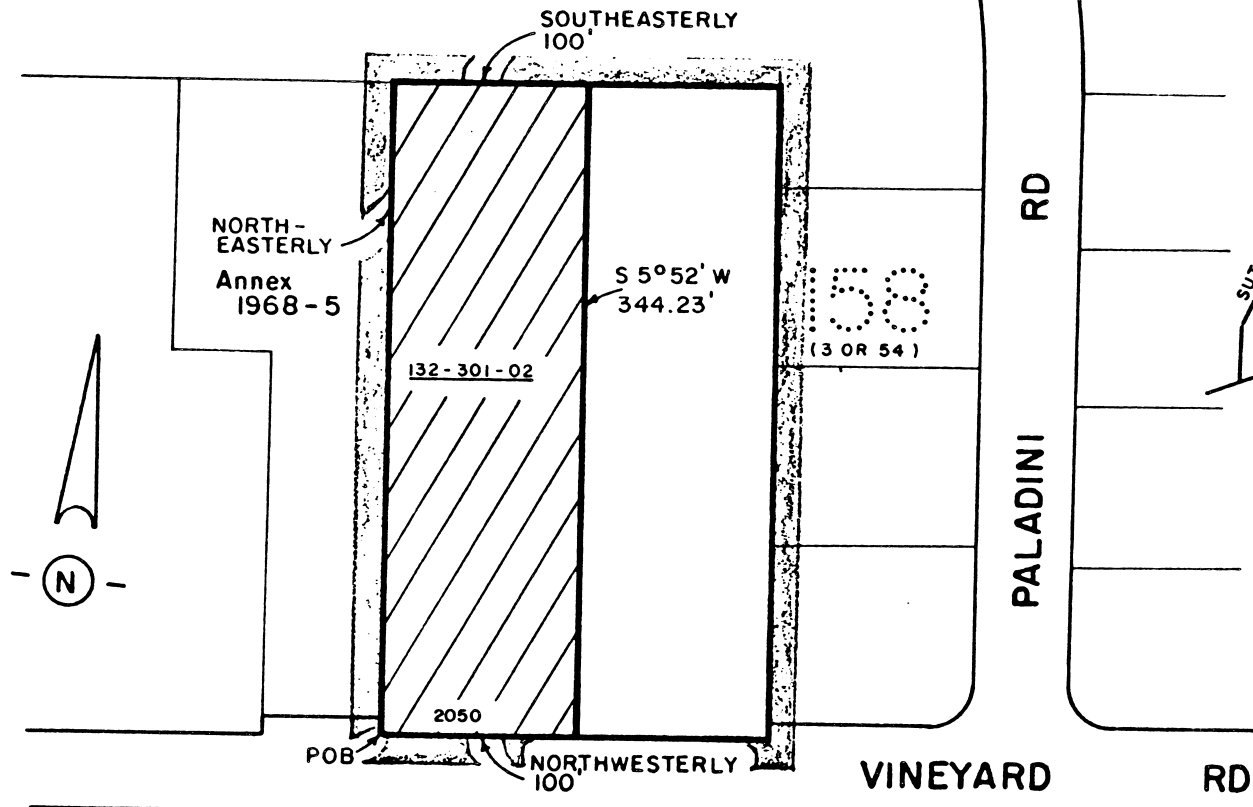 SOUTHEASTERLY
100'
RD
NORTH-
EASTERLY
Annex
1968-5
S 5°52' W
344.23'
158
(3 OR 54)
132-301-02
PALADINI
N
2050
POB
NORTHWESTERLY
100'
VINEYARD RD